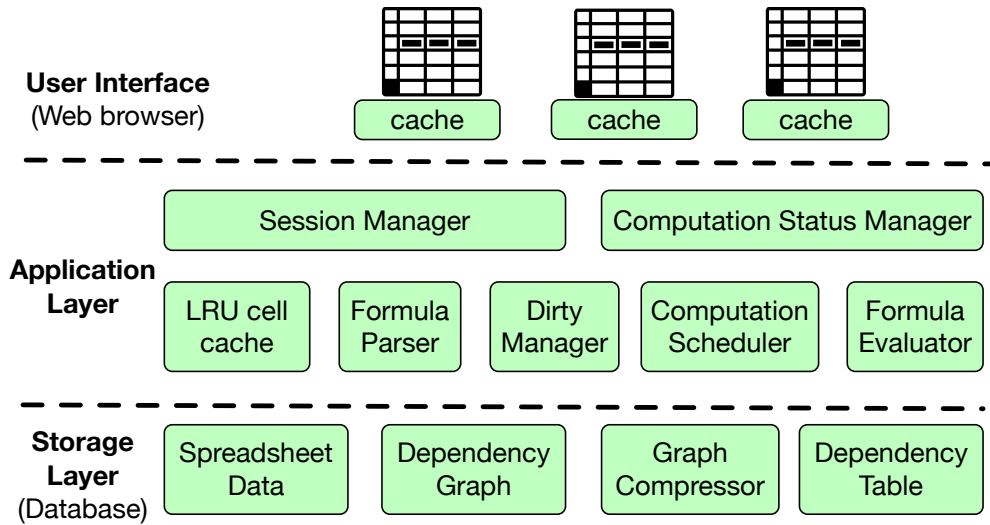 User Interface
(Web browser)
cache
cache
cache
Session Manager
Computation Status Manager
Application
Layer
LRU cell
cache
Formula
Parser
Dirty
Manager
Computation
Scheduler
Formula
Evaluator
Storage
Layer
(Database)
Spreadsheet
Data
Dependency
Graph
Graph
Compressor
Dependency
Table